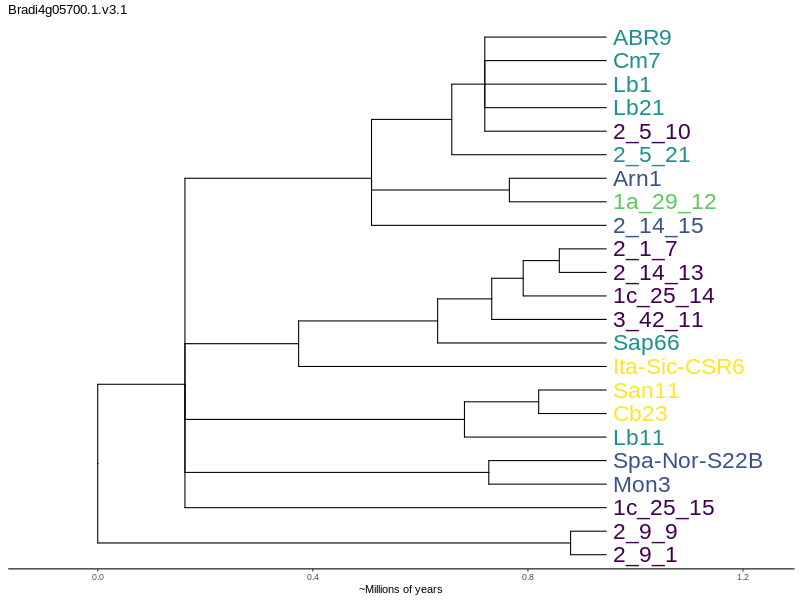 Bradi4g05700.1.v3.1
ABR9
Cm7
Lb1
Lb21
2_5_10
2_5_21
Arn1
1a_29_12
2_14_15
2_1_7
2_14_13
1c_25_14
3_42_11
Sap66
Ita-Sic-CSR6
San11
Cb23
Lb11
Spa-Nor-S22B
Mon3
1c_25_15
2_9_9
2_9_1
0.0 0.4 0.8 1.2
~Millions of years